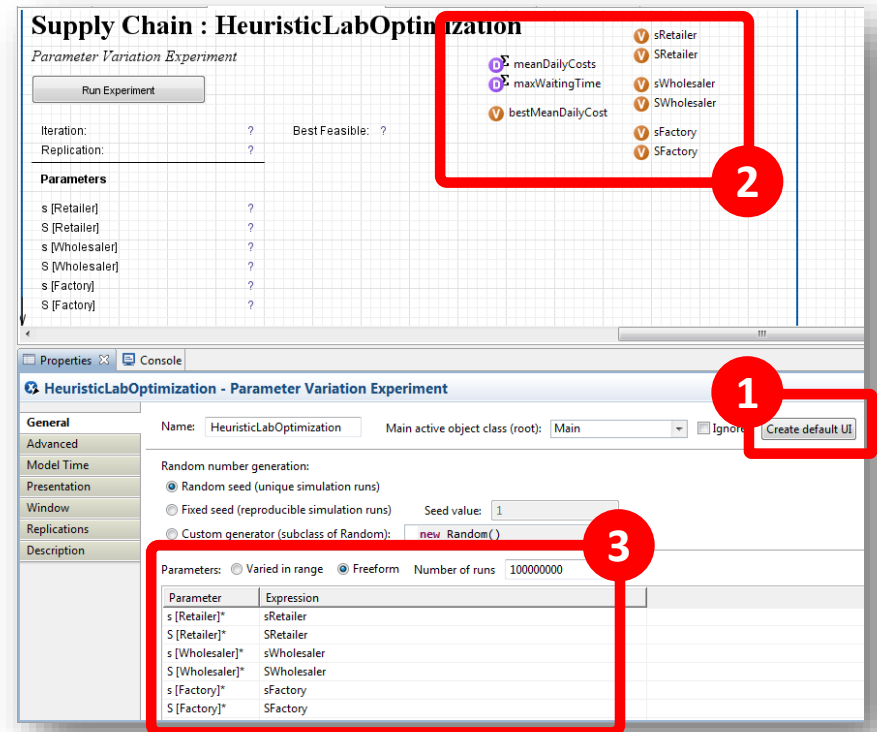 Supply Chain : HeuristicLabOptimization
Parameter Variation Experiment
Run Experiment
Iteration: ?
Best Feasible: ?
Replication: ?
Parameters
s [Retailer] ?
S [Retailer] ?
s [Wholesaler] ?
S [Wholesaler] ?
s [Factory] ?
S [Factory] ?
meanDailyCosts
maxWaitingTime
bestMeanDailyCost
V sRetailer
V SRetailer
V sWholesaler
V SWholesaler
V sFactory
V SFactory
2
Properties Console
HeuristicLabOptimization - Parameter Variation Experiment
1
General
Advanced
Model Time
Presentation
Window
Replications
Description
Name: HeuristicLabOptimization Main active object class (root): Main Ignore Create default UI
Random number generation:
Random seed (unique simulation runs)
Fixed seed (reproducible simulation runs) Seed value: 1
Custom generator (subclass of Random): new Random()
3
Parameters: Varied in range Freeform Number of runs 100000000
Parameter Expression
s [Retailer]* sRetailer
S [Retailer]* SRetailer
s [Wholesaler]* sWholesaler
S [Wholesaler]* SWholesaler
s [Factory]* sFactory
S [Factory]* SFactory